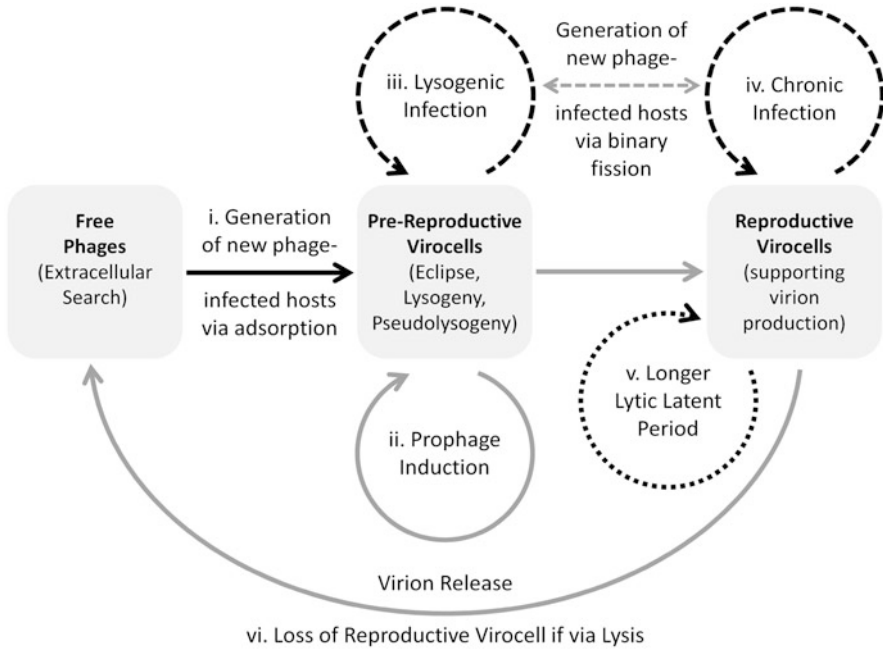 iii. Lysogenic
Infection
Generation of
new phage-
infected hosts
via binary
fission
iv. Chronic
Infection
Free
Phages
(Extracellular
Search)
i. Generation
of new phage-
infected hosts
via adsorption
Pre-Reproductive
Virocells
(Eclipse,
Lysogeny,
Pseudolysogeny)
Reproductive
Virocells
(supporting
virion
production)
v. Longer
Lytic Latent
Period
ii. Prophage
Induction
Virion Release
vi. Loss of Reproductive Virocell if via Lysis